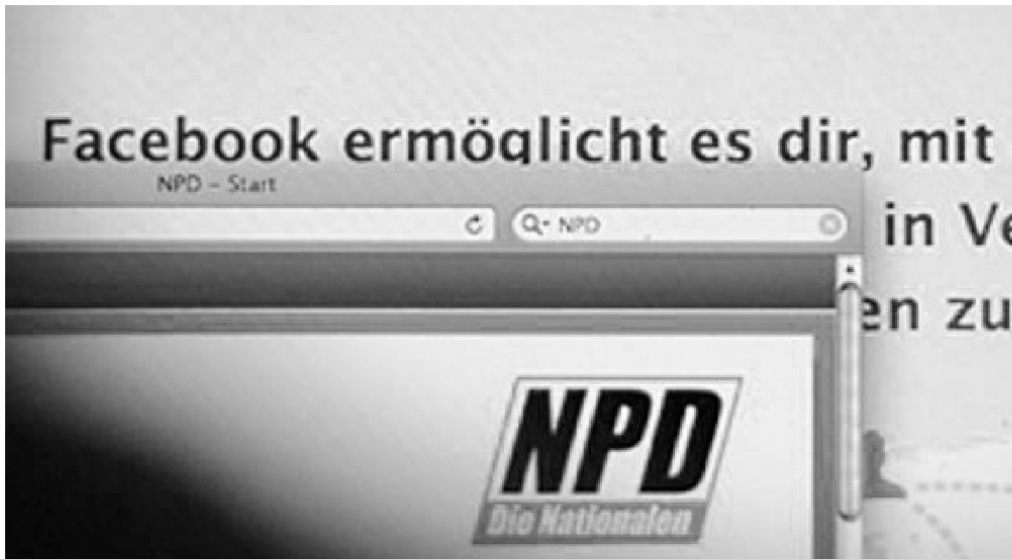 Facebook ermöglicht es dir, mit
NPD – Start
in Ve
NPD
en zu
NPD
Die Nationalen